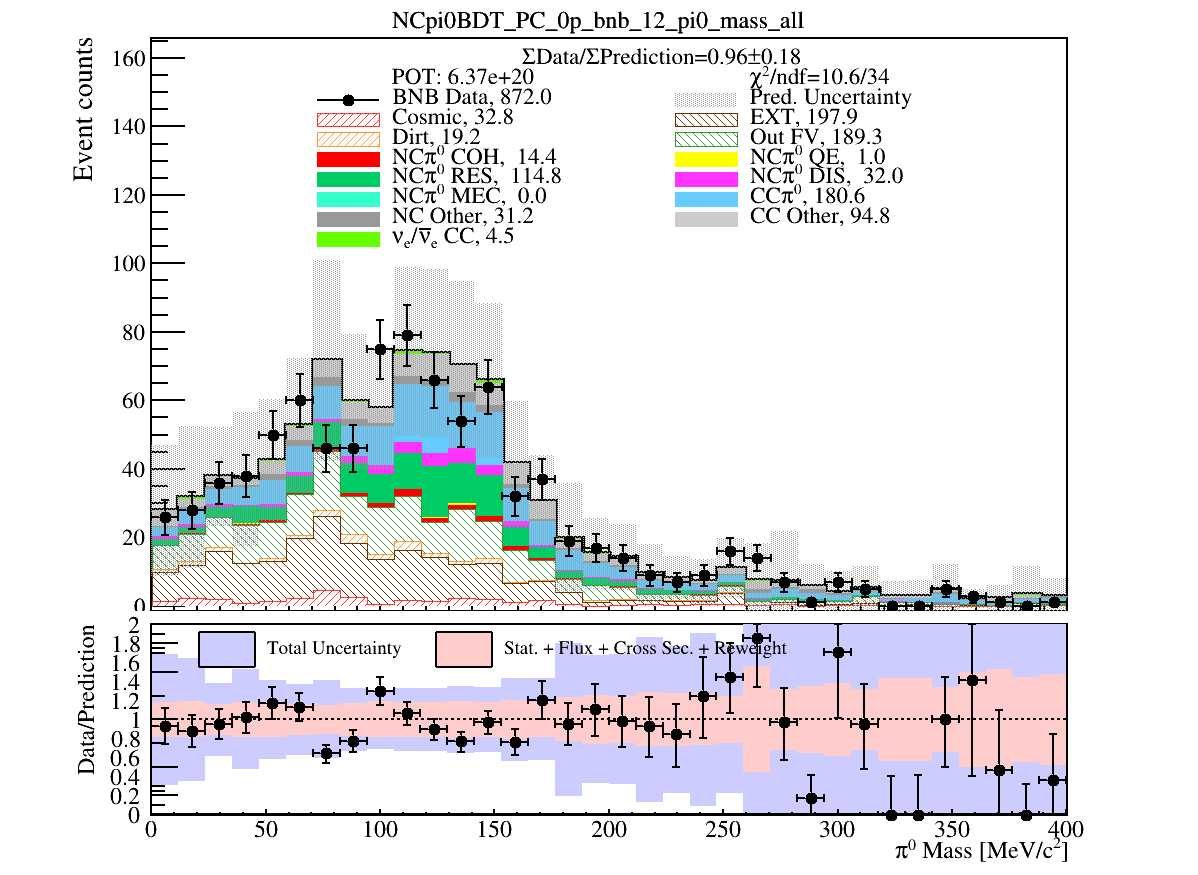 NCpi0BDT_PC_0p_bnb_12_pi0_mass_all
ΣData/ΣPrediction=0.96±0.18
POT: 6.37e+20
χ²/ndf=10.6/34
BNB Data, 872.0
Pred. Uncertainty
Cosmic, 32.8
EXT, 197.9
Dirt, 19.2
Out FV, 189.3
NCπ⁰ COH, 14.4
NCπ⁰ QE, 1.0
NCπ⁰ RES, 114.8
NCπ⁰ DIS, 32.0
NCπ⁰ MEC, 0.0
CCπ⁰, 180.6
NC Other, 31.2
CC Other, 94.8
νₑ/ν̅ₑ CC, 4.5
Event counts
160
140
120
100
80
60
40
20
0
Data/Prediction
Total Uncertainty
Stat. + Flux + Cross Sec. + Reweight
2
1.8
1.6
1.4
1.2
1
0.8
0.6
0.4
0.2
0
0 50 100 150 200 250 300 350 400
π⁰ Mass [MeV/c²]